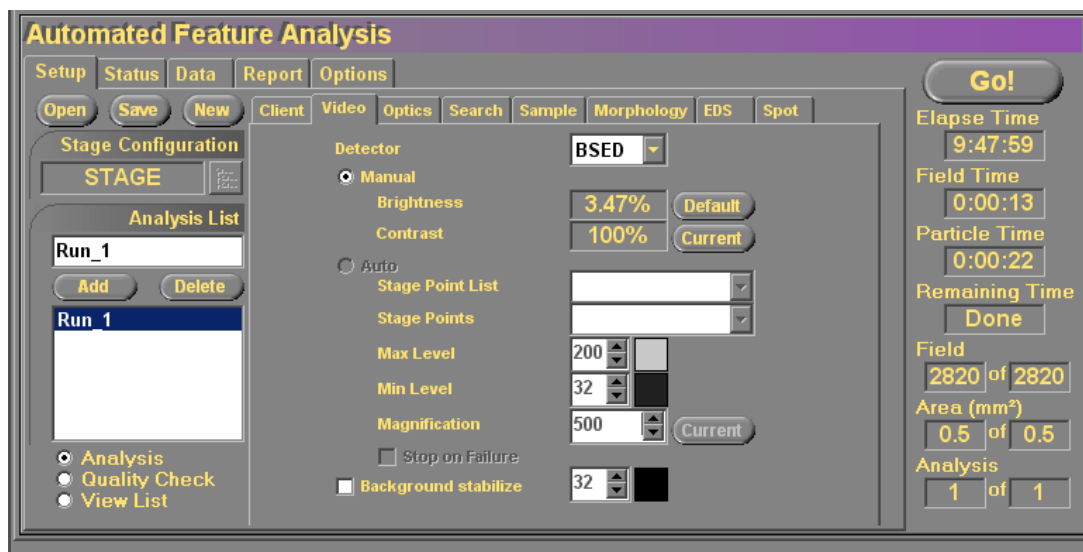 Automated Feature Analysis
Setup Status Data Report Options
Open Save New
Client Video Optics Search Sample Morphology EDS Spot
Stage Configuration
STAGE
Analysis List
Run_1
Add Delete
Run_1
Analysis
Quality Check
View List
Detector BSED
Manual
Brightness 3.47% Default
Contrast 100% Current
Auto
Stage Point List
Stage Points
Max Level 200
Min Level 32
Magnification 500 Current
Stop on Failure
Background stabilize 32
Go!
Elapse Time
9:47:59
Field Time
0:00:13
Particle Time
0:00:22
Remaining Time
Done
Field
2820 of 2820
Area (mm²)
0.5 of 0.5
Analysis
1 of 1